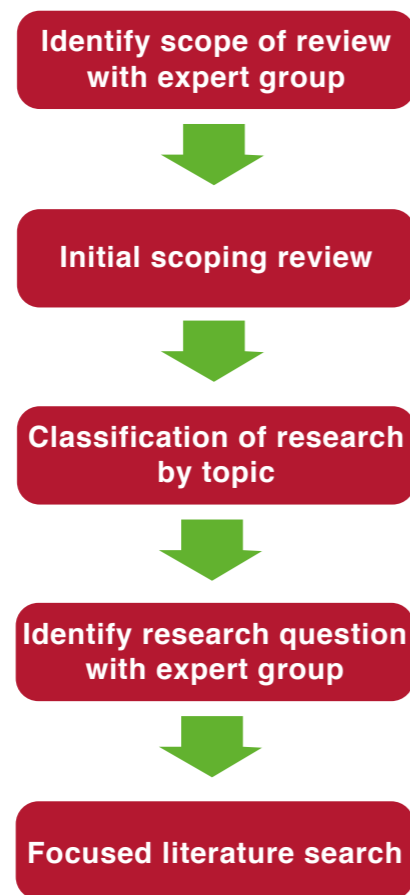 Identify scope of review
with expert group
Initial scoping review
Classification of research
by topic
Identify research question
with expert group
Focused literature search